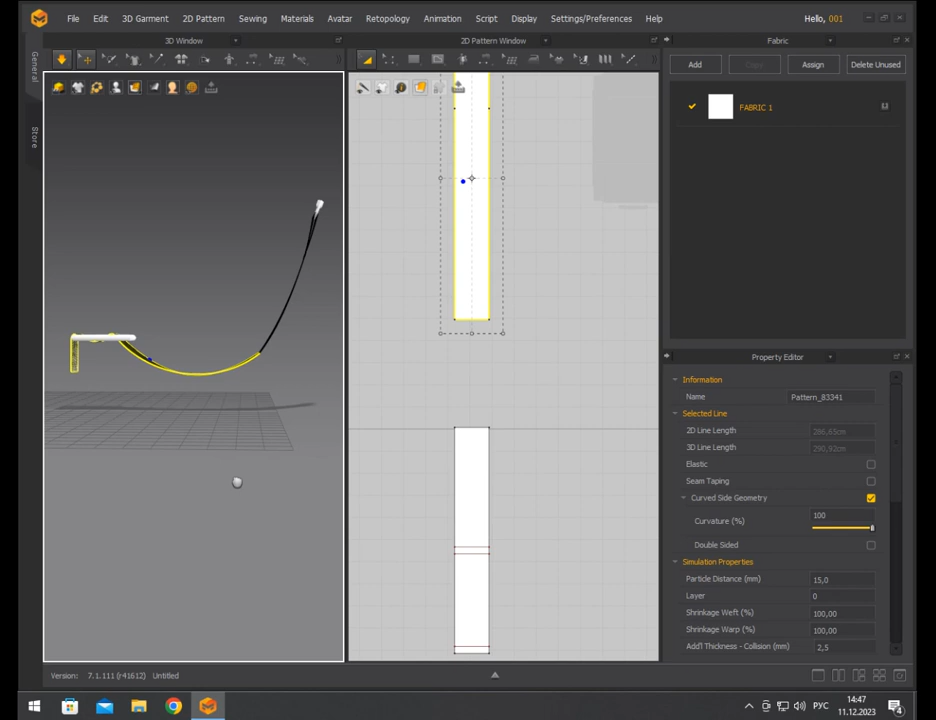 File Edit 3D Garment 2D Pattern Sewing Materials Avatar Retopology Animation Script Display Settings/Preferences Help Hello, 001
3D Window 2D Pattern Window Fabric
General
Store
Add Copy Assign Delete Unused
FABRIC 1
Property Editor
Information
Name Pattern_83341
Selected Line
2D Line Length 286,65cm
3D Line Length 290,92cm
Elastic
Seam Taping
Curved Side Geometry
Curvature (%) 100
Double Sided
Simulation Properties
Particle Distance (mm) 15,0
Layer 0
Shrinkage Weft (%) 100,00
Shrinkage Warp (%) 100,00
Add'l Thickness - Collision (mm) 2,5
Version: 7.1.111 (r41612) Untitled
РУС 14:47
11.12.2023 4